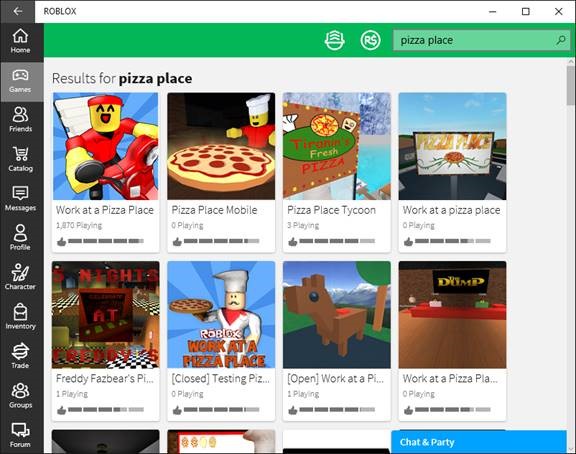 ROBLOX
pizza place
Home
Games
Friends
Catalog
Messages
Profile
Character
Inventory
Trade
Groups
Forum
R$
Results for pizza place
Work at a Pizza Place
1,870 Playing
Pizza Place Mobile
0 Playing
Tironin's
Fresh
PIZZA
Pizza Place Tycoon
3 Playing
PIZZA PLACE
Work at a pizza place
0 Playing
5 NIGHTS
CELEBRATE
AT
FREDDY'S
Freddy Fazbear's Pi...
1 Playing
ROBLOX
WORK AT A
PIZZA PLACE
[Closed] Testing Piz...
0 Playing
[Open] Work at a Pi...
1 Playing
The
DUMP
Work at a Pizza Pla...
0 Playing
Chat & Party